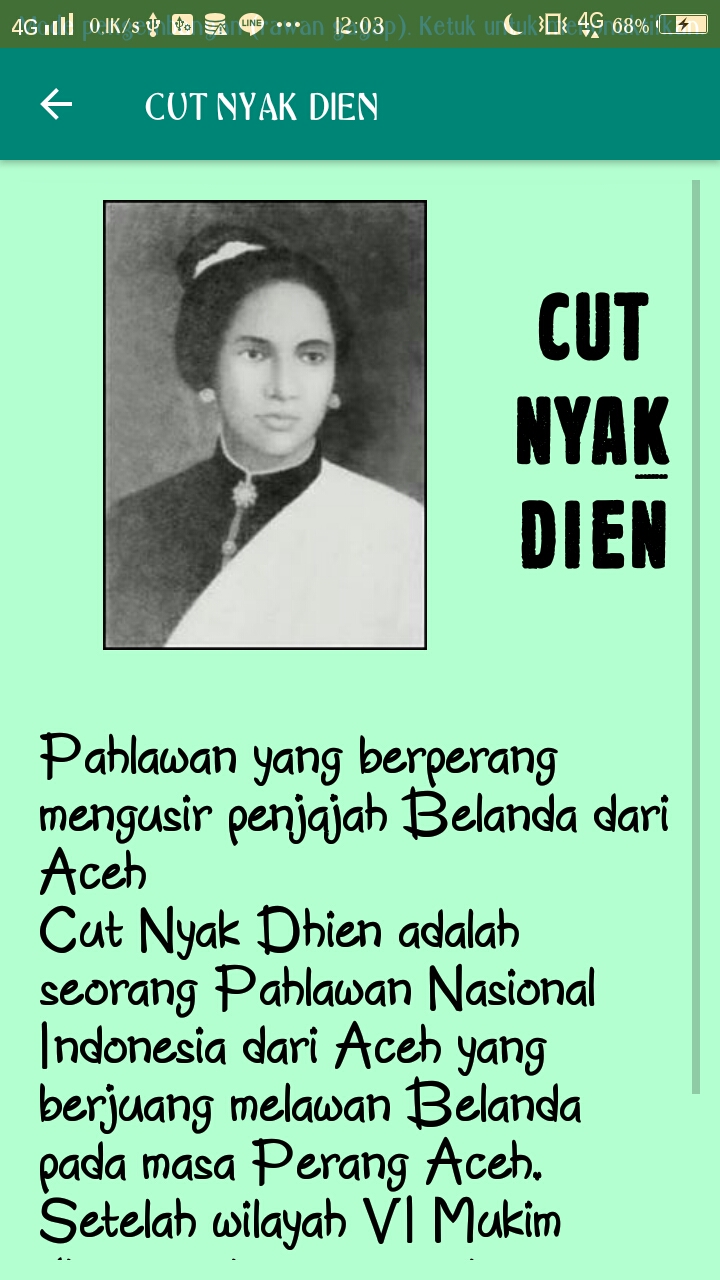 4G 0.1K/s LINE 12:03 4G 68%
CUT NYAK DIEN
CUT
NYAK
DIEN
Pahlawan yang berperang
mengusir penjajah Belanda dari
Aceh
Cut Nyak Dhien adalah
seorang Pahlawan Nasional
Indonesia dari Aceh yang
berjuang melawan Belanda
pada masa Perang Aceh.
Setelah wilayah VI Mukim